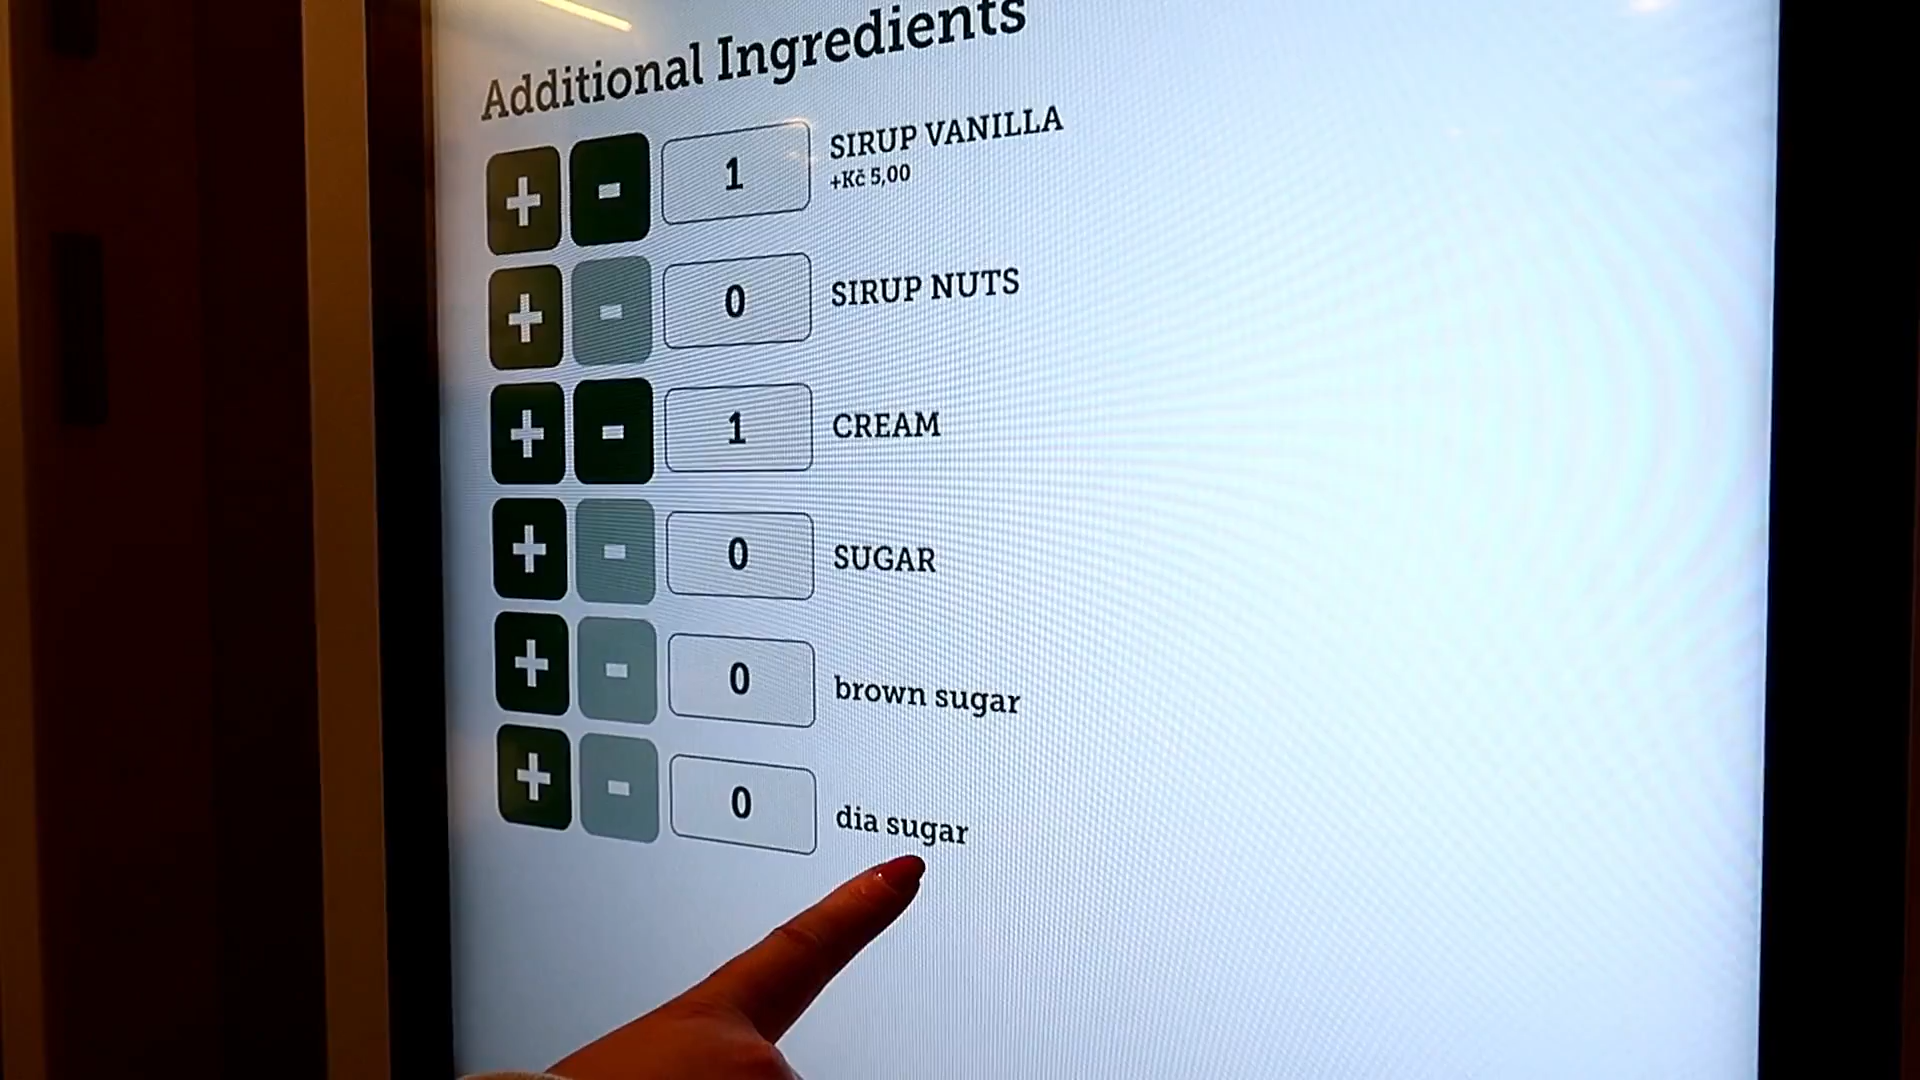 Additional Ingredients
+ - 1 SIRUP VANILLA
+Kč 5,00
+ - 0 SIRUP NUTS
+ - 1 CREAM
+ - 0 SUGAR
+ - 0 brown sugar
+ - 0 dia sugar